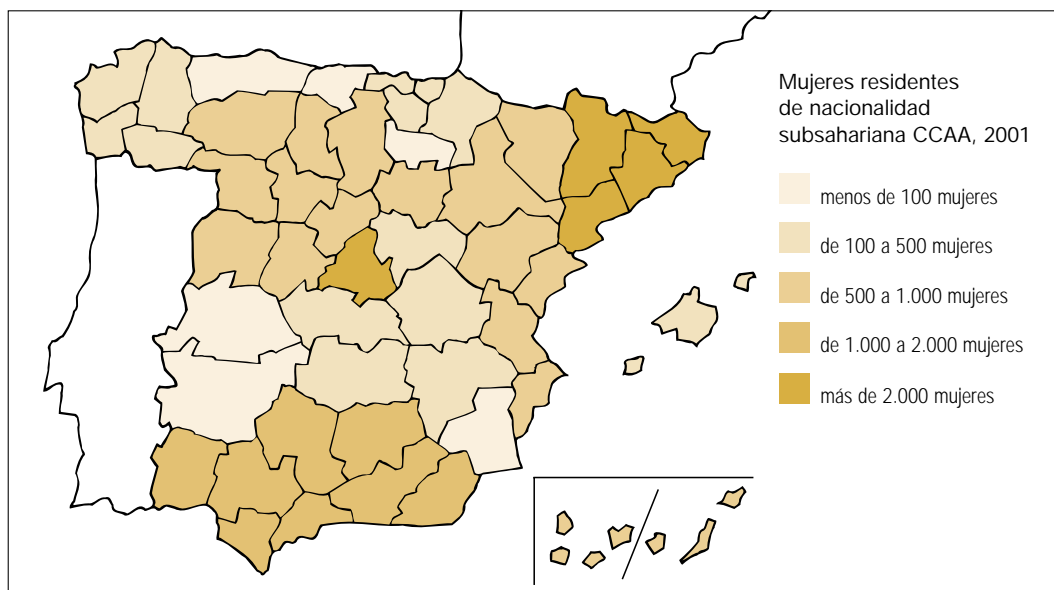 Mujeres residentes
de nacionalidad
subsahariana CCAA, 2001
menos de 100 mujeres
de 100 a 500 mujeres
de 500 a 1.000 mujeres
de 1.000 a 2.000 mujeres
más de 2.000 mujeres